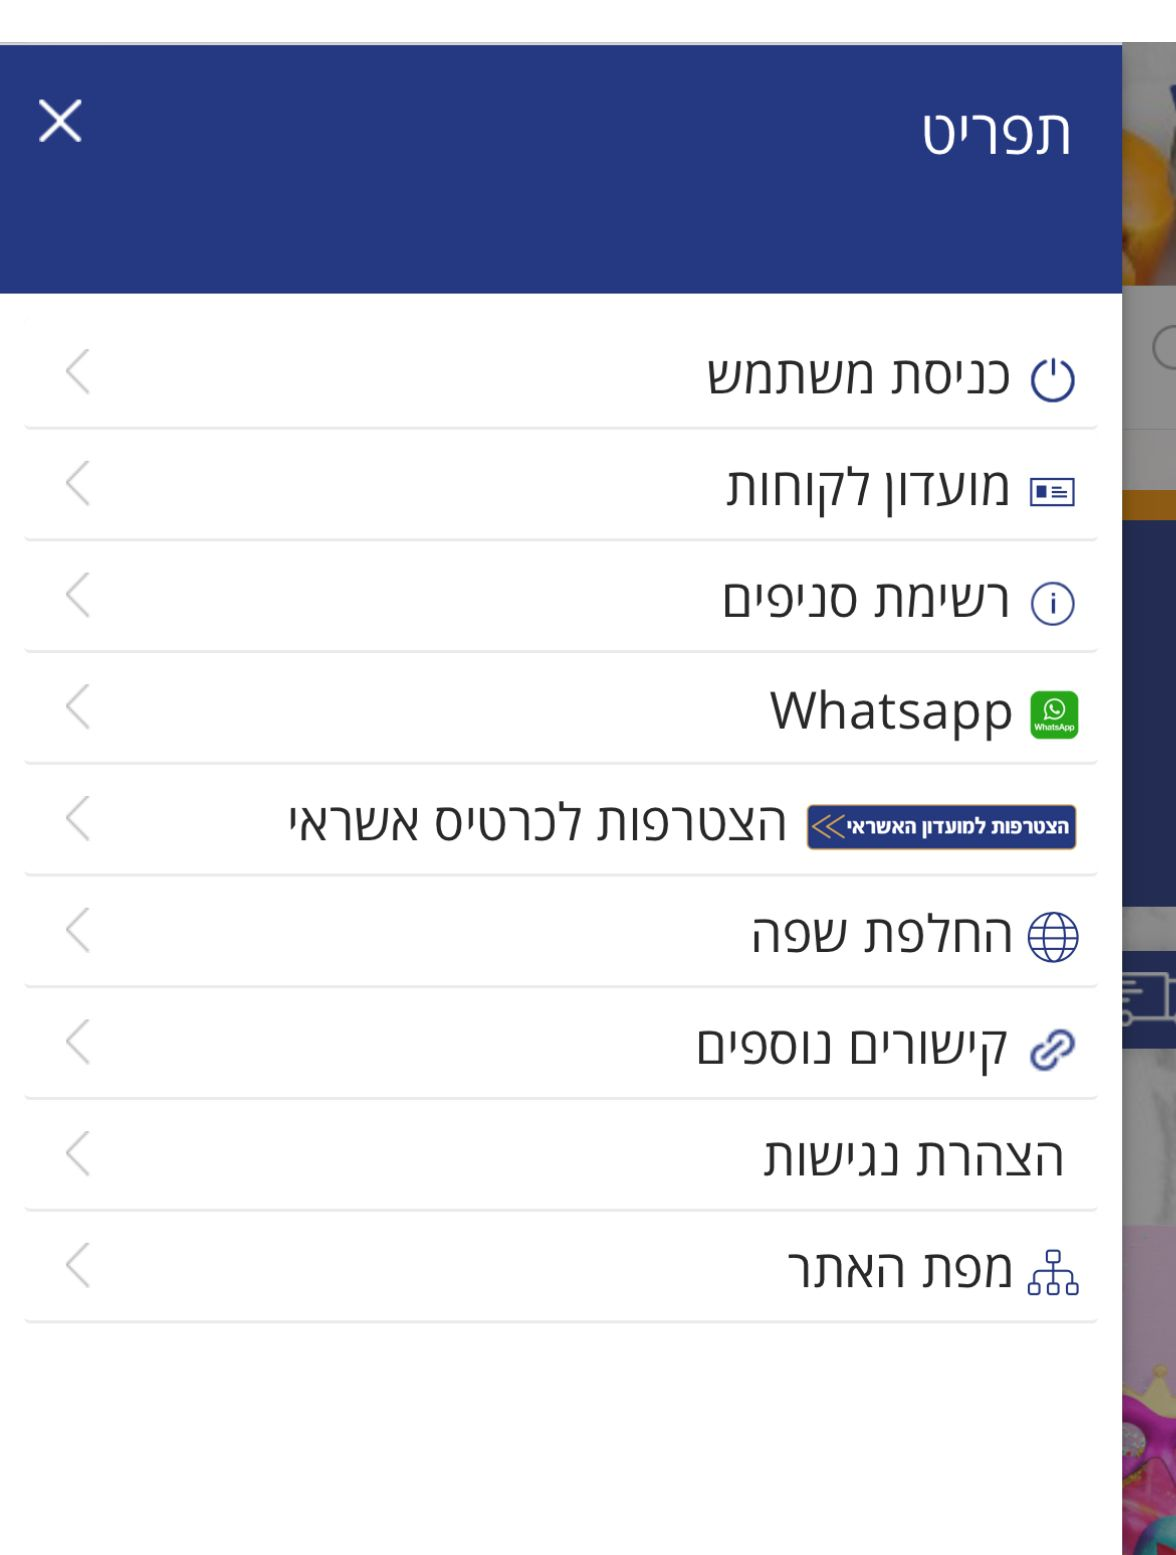 תפריט
כניסת משתמש
מועדון לקוחות
רשימת סניפים
Whatsapp
WhatsApp
הצטרפות למועדון האשראי >> הצטרפות לכרטיס אשראי
החלפת שפה
קישורים נוספים
הצהרת נגישות
מפת האתר